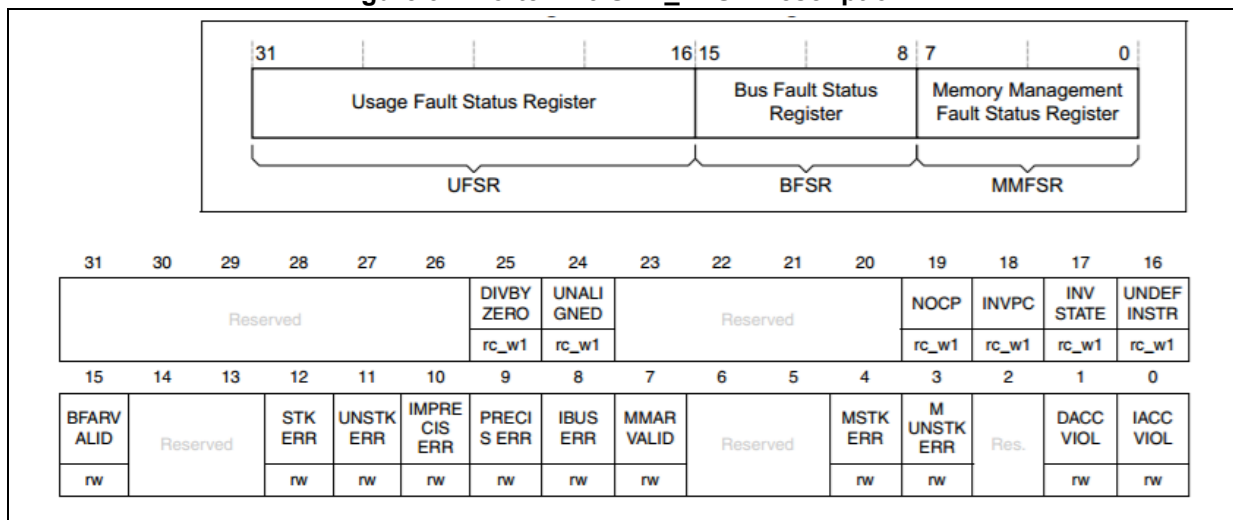 31 16 15 8 7 0
Usage Fault Status Register Bus Fault Status Register Memory Management Fault Status Register
UFSR BFSR MMFSR
31 30 29 28 27 26 25 24 23 22 21 20 19 18 17 16
Reserved DIVBY ZERO UNALI GNED Reserved NOCP INVPC INV STATE UNDEF INSTR
rc_w1 rc_w1 rc_w1 rc_w1 rc_w1 rc_w1
15 14 13 12 11 10 9 8 7 6 5 4 3 2 1 0
BFARV ALID Reserved STK ERR UNSTK ERR IMPRE CIS ERR PRECI S ERR IBUS ERR MMAR VALID Reserved MSTK ERR M UNSTK ERR Res. DACC VIOL IACC VIOL
rw rw rw rw rw rw rw rw rw rw rw